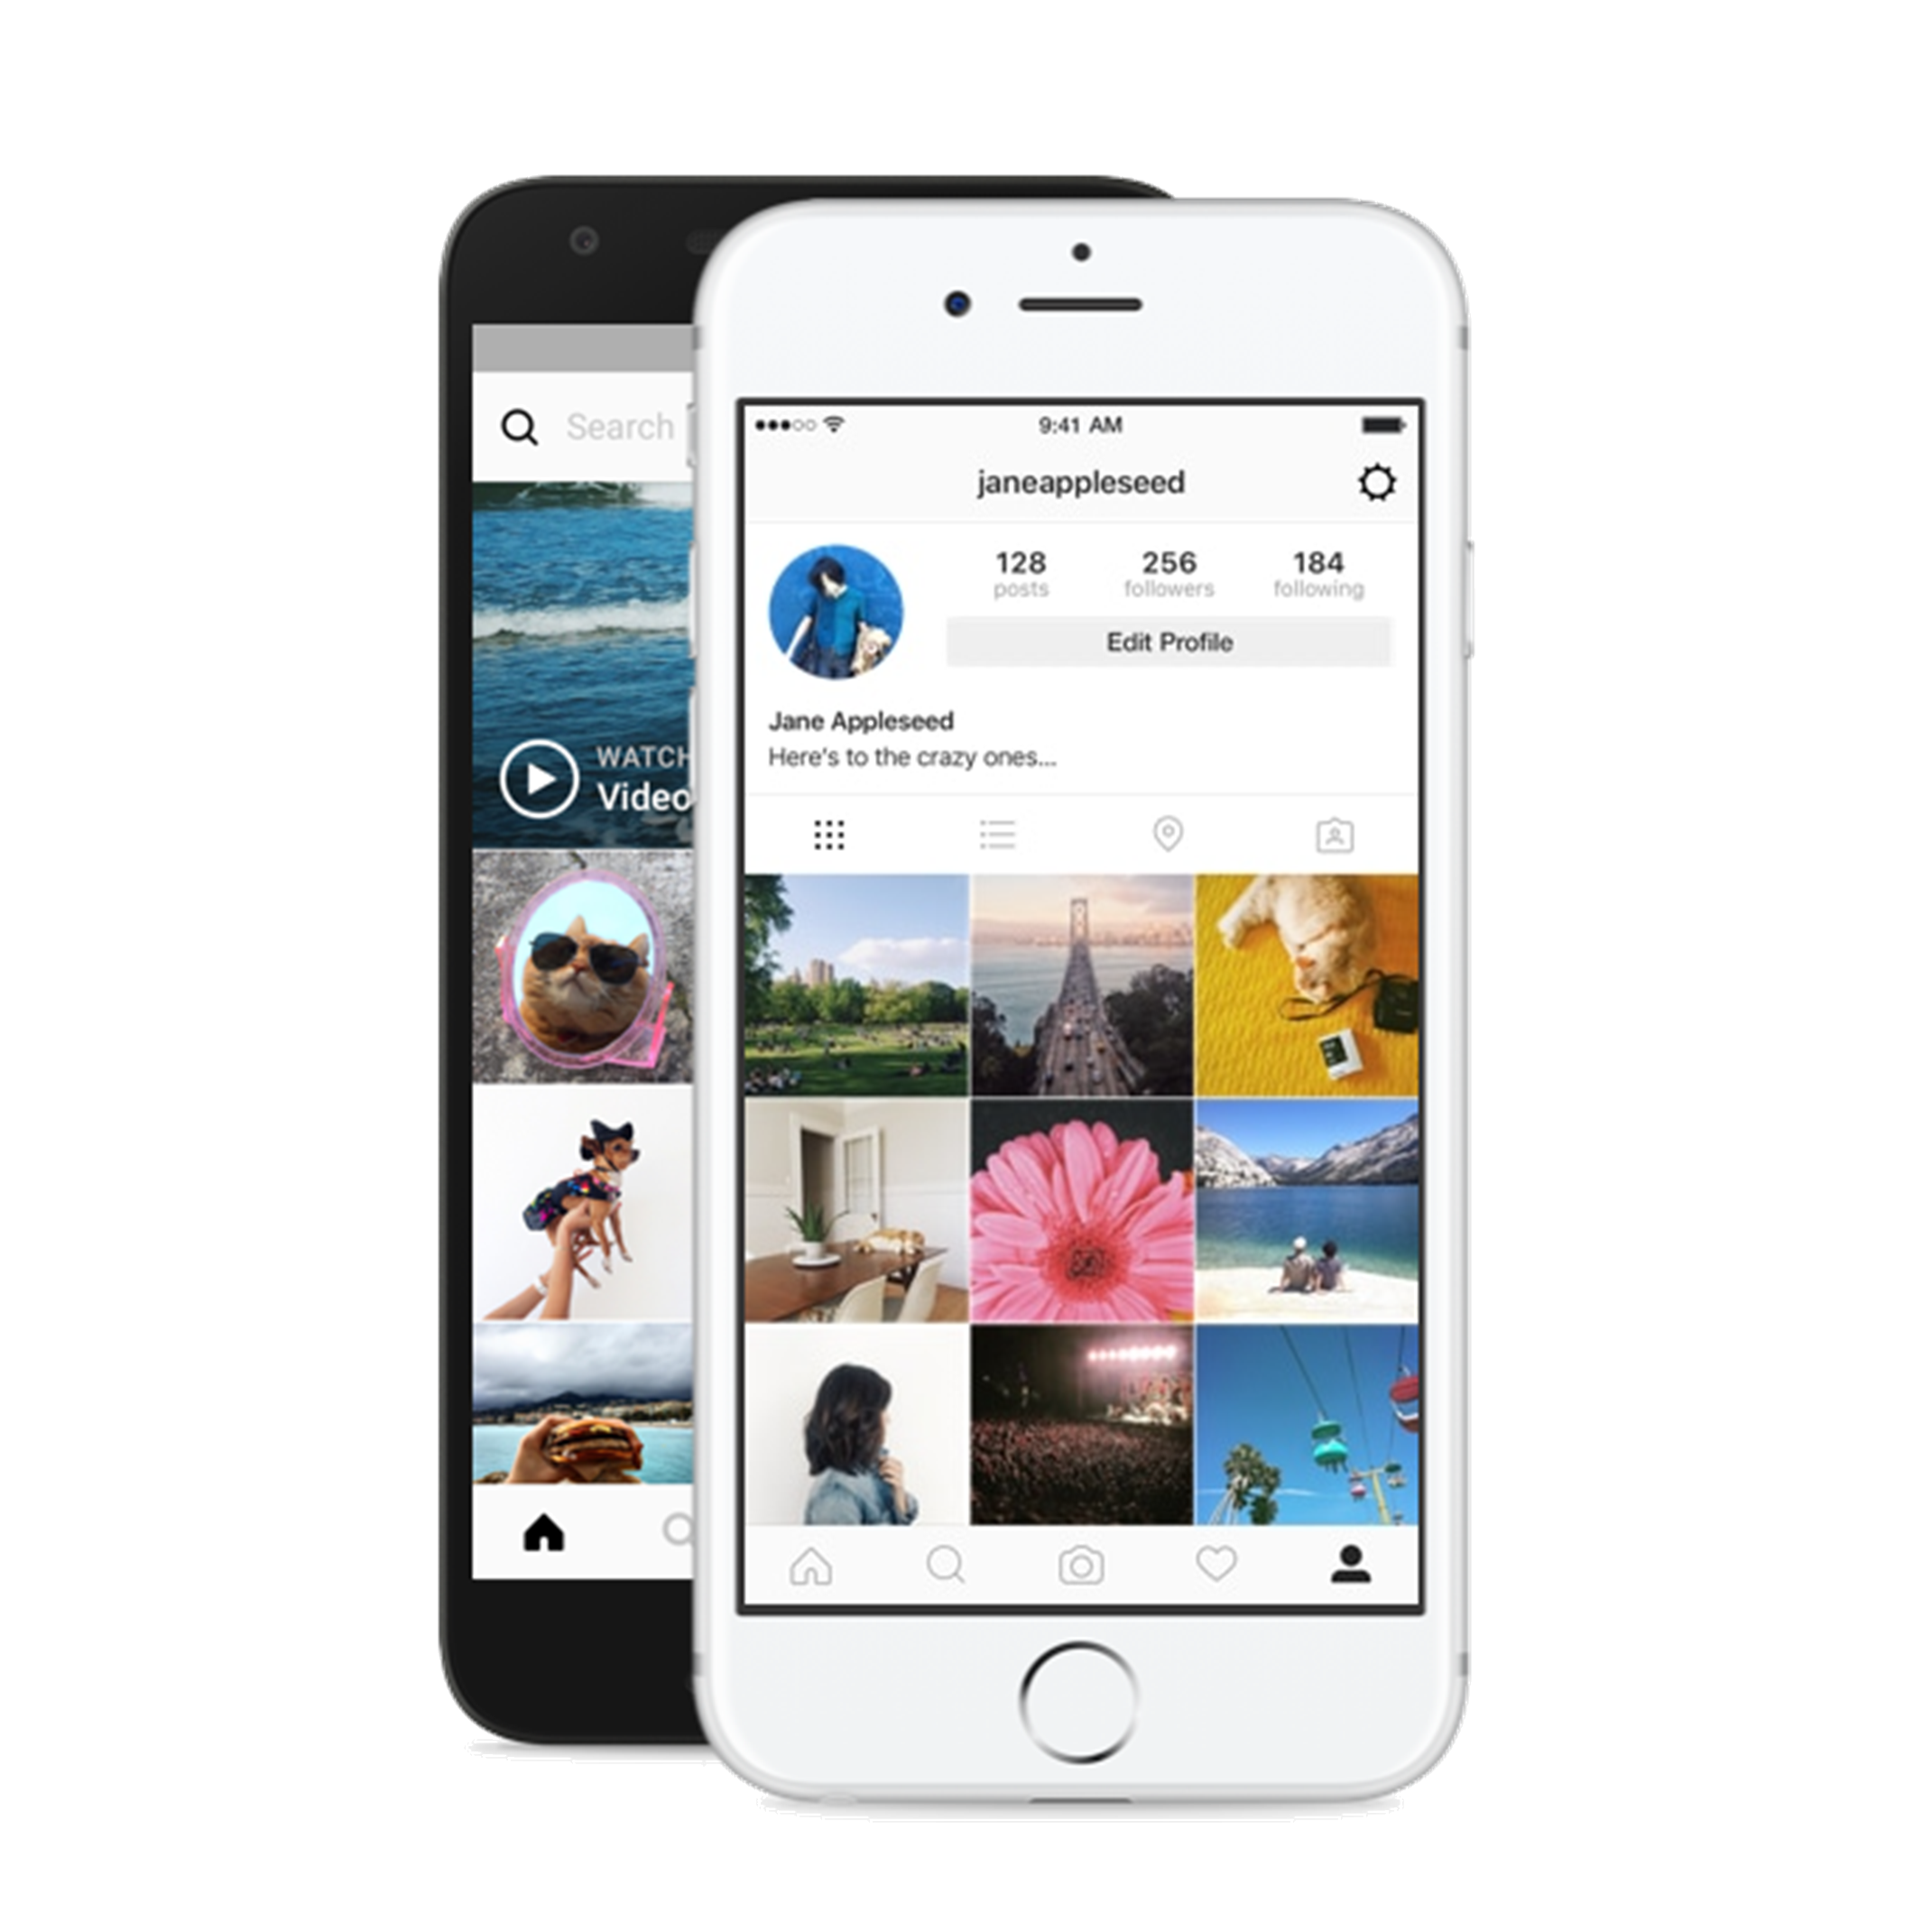 Search
WATCH
Video
9:41 AM
janeappleseed
128 256 184
posts followers following
Edit Profile
Jane Appleseed
Here's to the crazy ones...